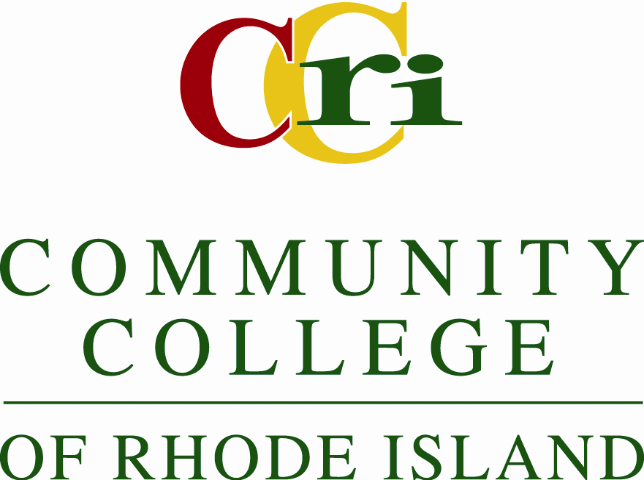 CCri
COMMUNITY
COLLEGE
OF RHODE ISLAND